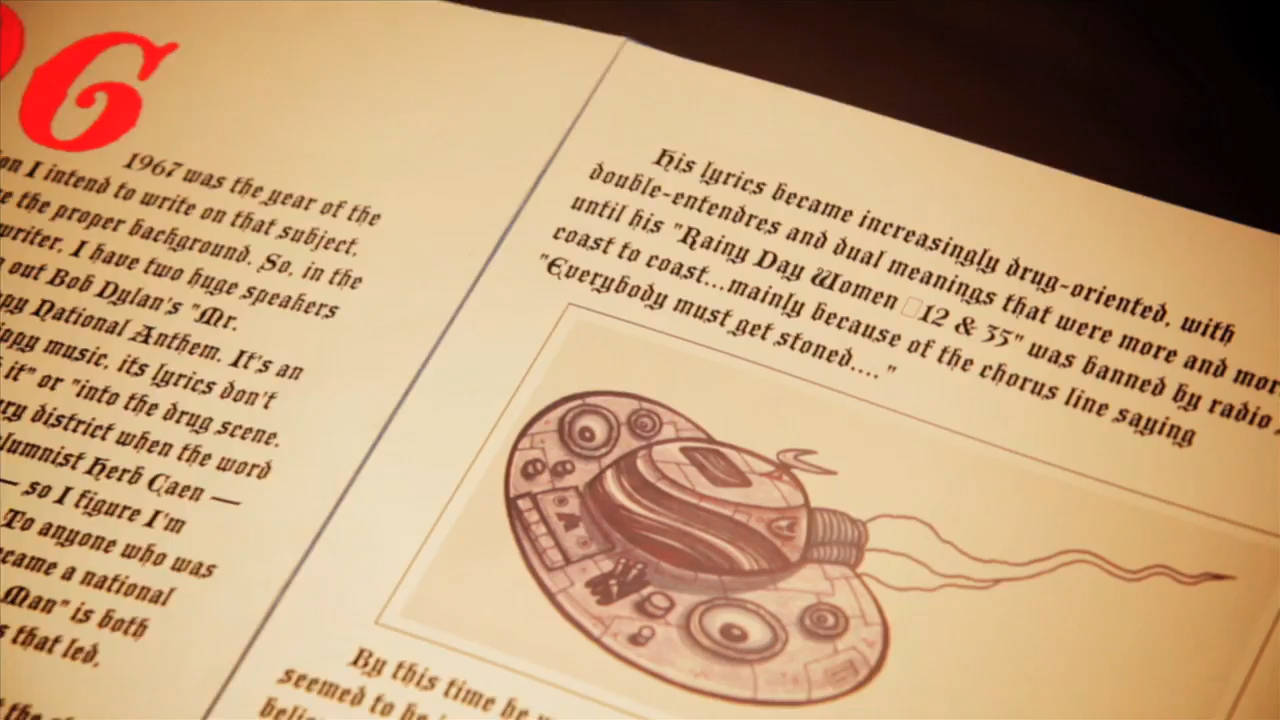 96
1967 was the year of the
on I intend to write on that subject,
e the proper background. So, in the
writer, I have two huge speakers
out Bob Dylan's "Mr.
ppy National Anthem. It's an
ippy music, its lyrics don't
it" or "into the drug scene.
ry district when the word
lumnist Herb Caen —
— so I figure I'm
To anyone who was
came a national
Man" is both
s that led,
His lyrics became increasingly drug-oriented, with
double-entendres and dual meanings that were more and mor
until his "Rainy Day Women □12 & 35" was banned by radio
coast to coast...mainly because of the chorus line saying
"Everybody must get stoned...."
By this time he
seemed to be